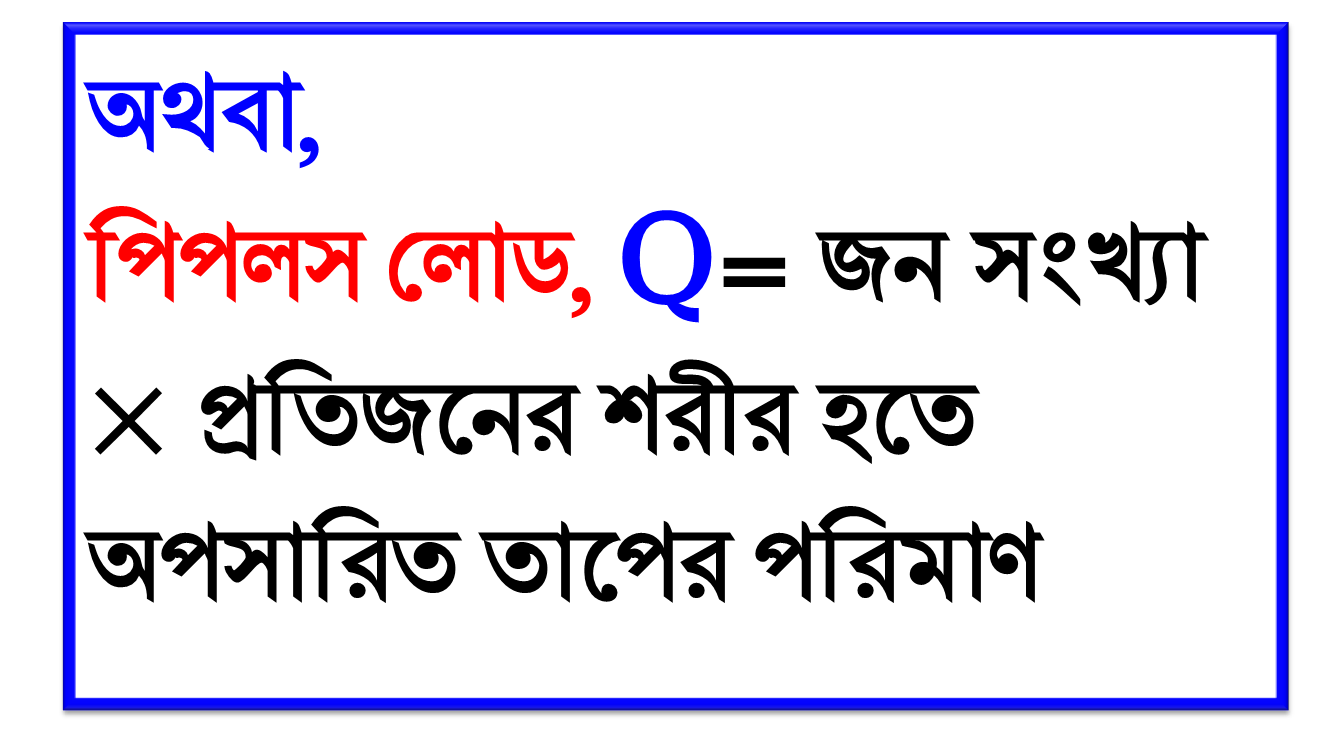 অথবা,
পিপলস লোড, Q= জন সংখ্যা
× প্রতিজনের শরীর হতে
অপসারিত তাপের পরিমাণ